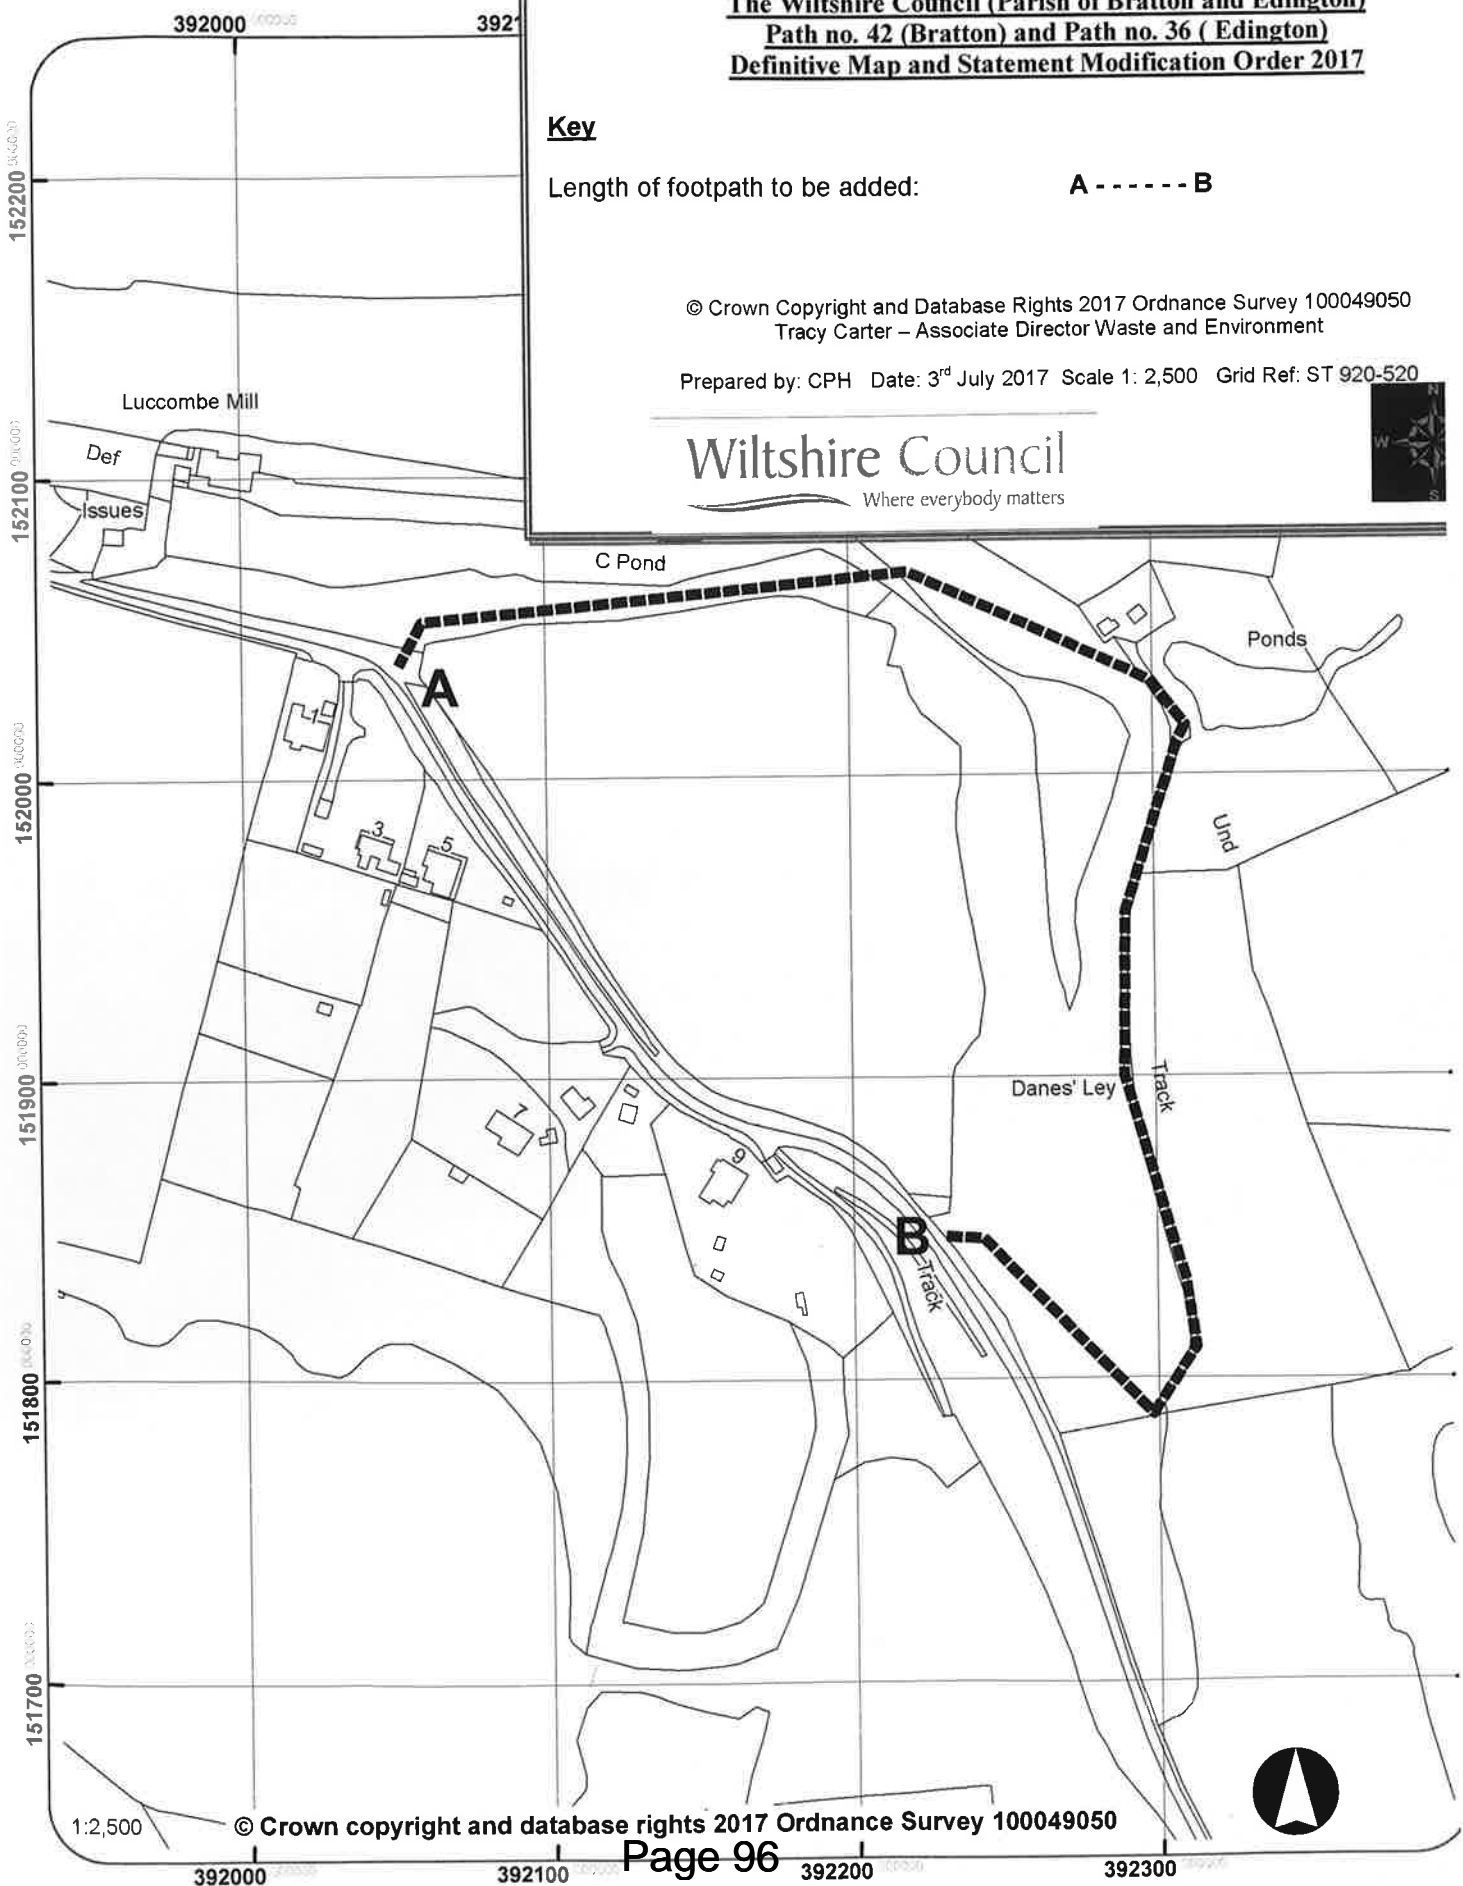 392000
3921
The Wiltshire Council (Parish of Bratton and Edington)
Path no. 42 (Bratton) and Path no. 36 ( Edington)
Definitive Map and Statement Modification Order 2017
Key
Length of footpath to be added: A - - - - - - B
© Crown Copyright and Database Rights 2017 Ordnance Survey 100049050
Tracy Carter – Associate Director Waste and Environment
Prepared by: CPH Date: 3rd July 2017 Scale 1: 2,500 Grid Ref: ST 920-520
Wiltshire Council
Where everybody matters
N
W
S
152200
Luccombe Mill
Def
152100
Issues
C Pond
Ponds
A
1
152000
3
5
Und
151900
Danes' Ley
Track
7
9
B
Track
151800
151700
1:2,500
© Crown copyright and database rights 2017 Ordnance Survey 100049050
Page 96
392000
392100
392200
392300